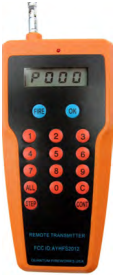 P000
FIRE OK
1 2 3
4 5 6
7 8 9
ALL 0 C
STEP CONT
REMOTE TRANSMITTER
FCC ID:AYHFS2012